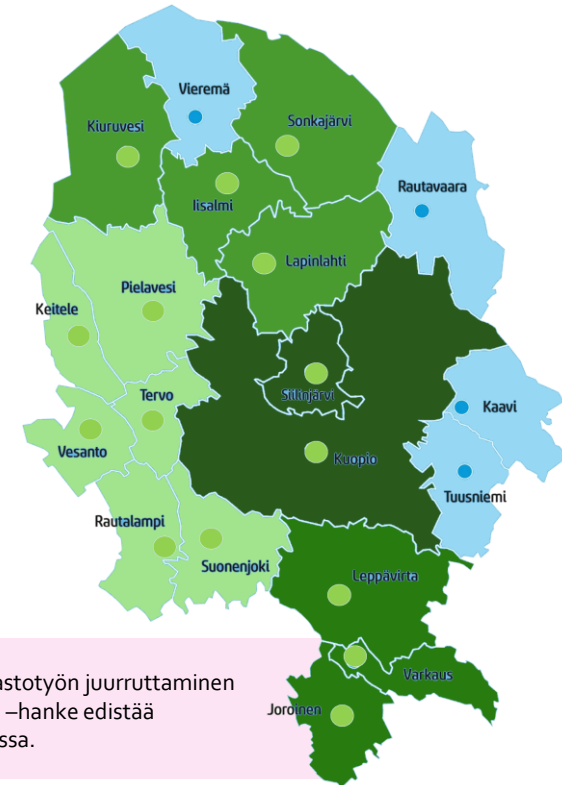 Vieremä
Kiuruvesi
Sonkajärvi
Rautavaara
Iisalmi
Lapinlahti
Pielavesi
Keitele
Siilinjärvi
Tervo
Kaavi
Vesanto
Kuopio
Tuusniemi
Rautalampi
Suonenjoki
Leppävirta
Varkaus
Joroinen
astotyön juurruttaminen
–hanke edistää
ssa.